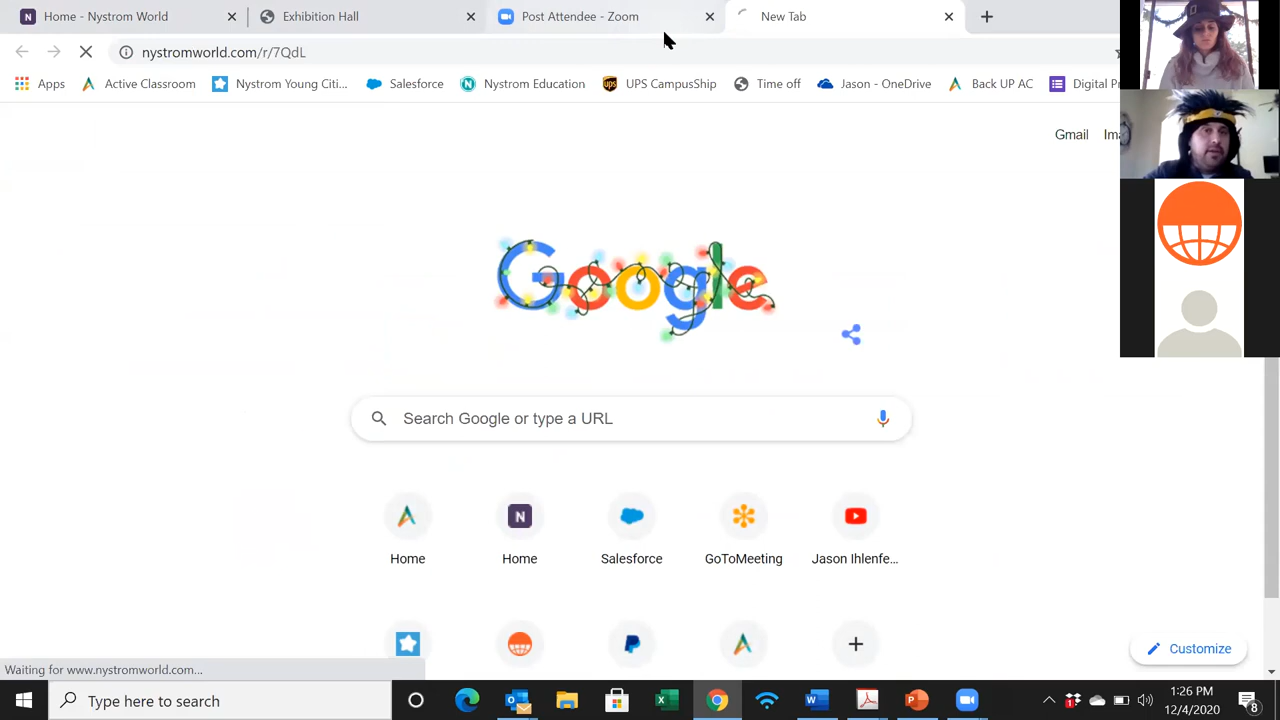 Home - Nystrom World
Exhibition Hall
Post Attendee - Zoom
New Tab
nystromworld.com/r/7QdL
Apps
Active Classroom
Nystrom Young Citi...
Salesforce
Nystrom Education
UPS CampusShip
Time off
Jason - OneDrive
Back UP AC
Digital Pr
Gmail
Ima
Google
Search Google or type a URL
Home
Home
Salesforce
GoToMeeting
Jason Ihlenfe...
Customize
Waiting for www.nystromworld.com...
Type here to search
1:26 PM
12/4/2020
8